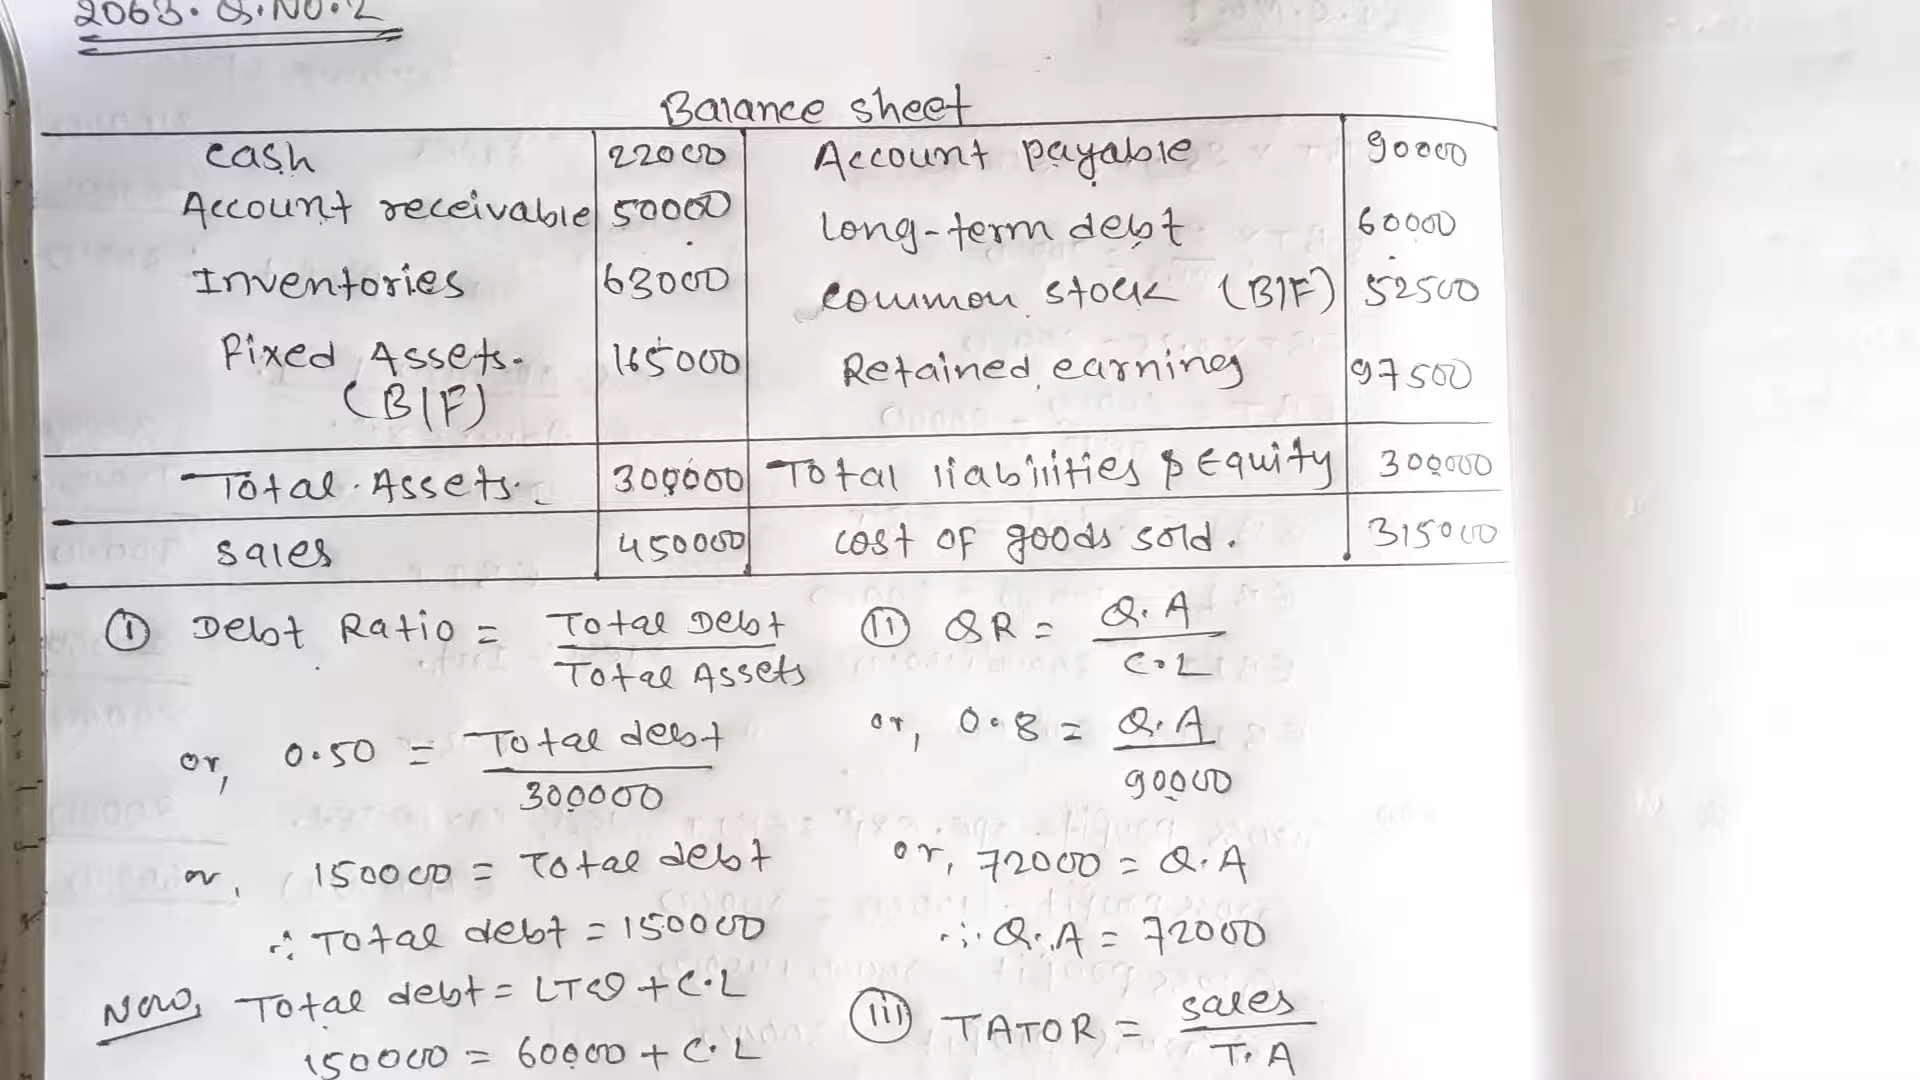 2063. Q.NO.2
Balance sheet
cash 22000 Account payable 90000
Account receivable 50000 long-term debt 60000
Inventories 63000 common stock (B/F) 52500
Fixed Assets. 165000 Retained earning 97500
(B/F)
Total Assets. 300000 Total liabilities & Equity 300000
sales 450000 cost of goods sold. 315000
(i) Debt Ratio = Total Debt / Total Assets (ii) QR = Q.A / C.L
or, 0.50 = Total debt / 300000 or, 0.8 = Q.A / 90000
or, 150000 = Total debt or, 72000 = Q.A
∴ Total debt = 150000 ∴ Q.A = 72000
Now, Total debt = LTD + C.L (iii) TATOR = sales / T.A
150000 = 60000 + C.L